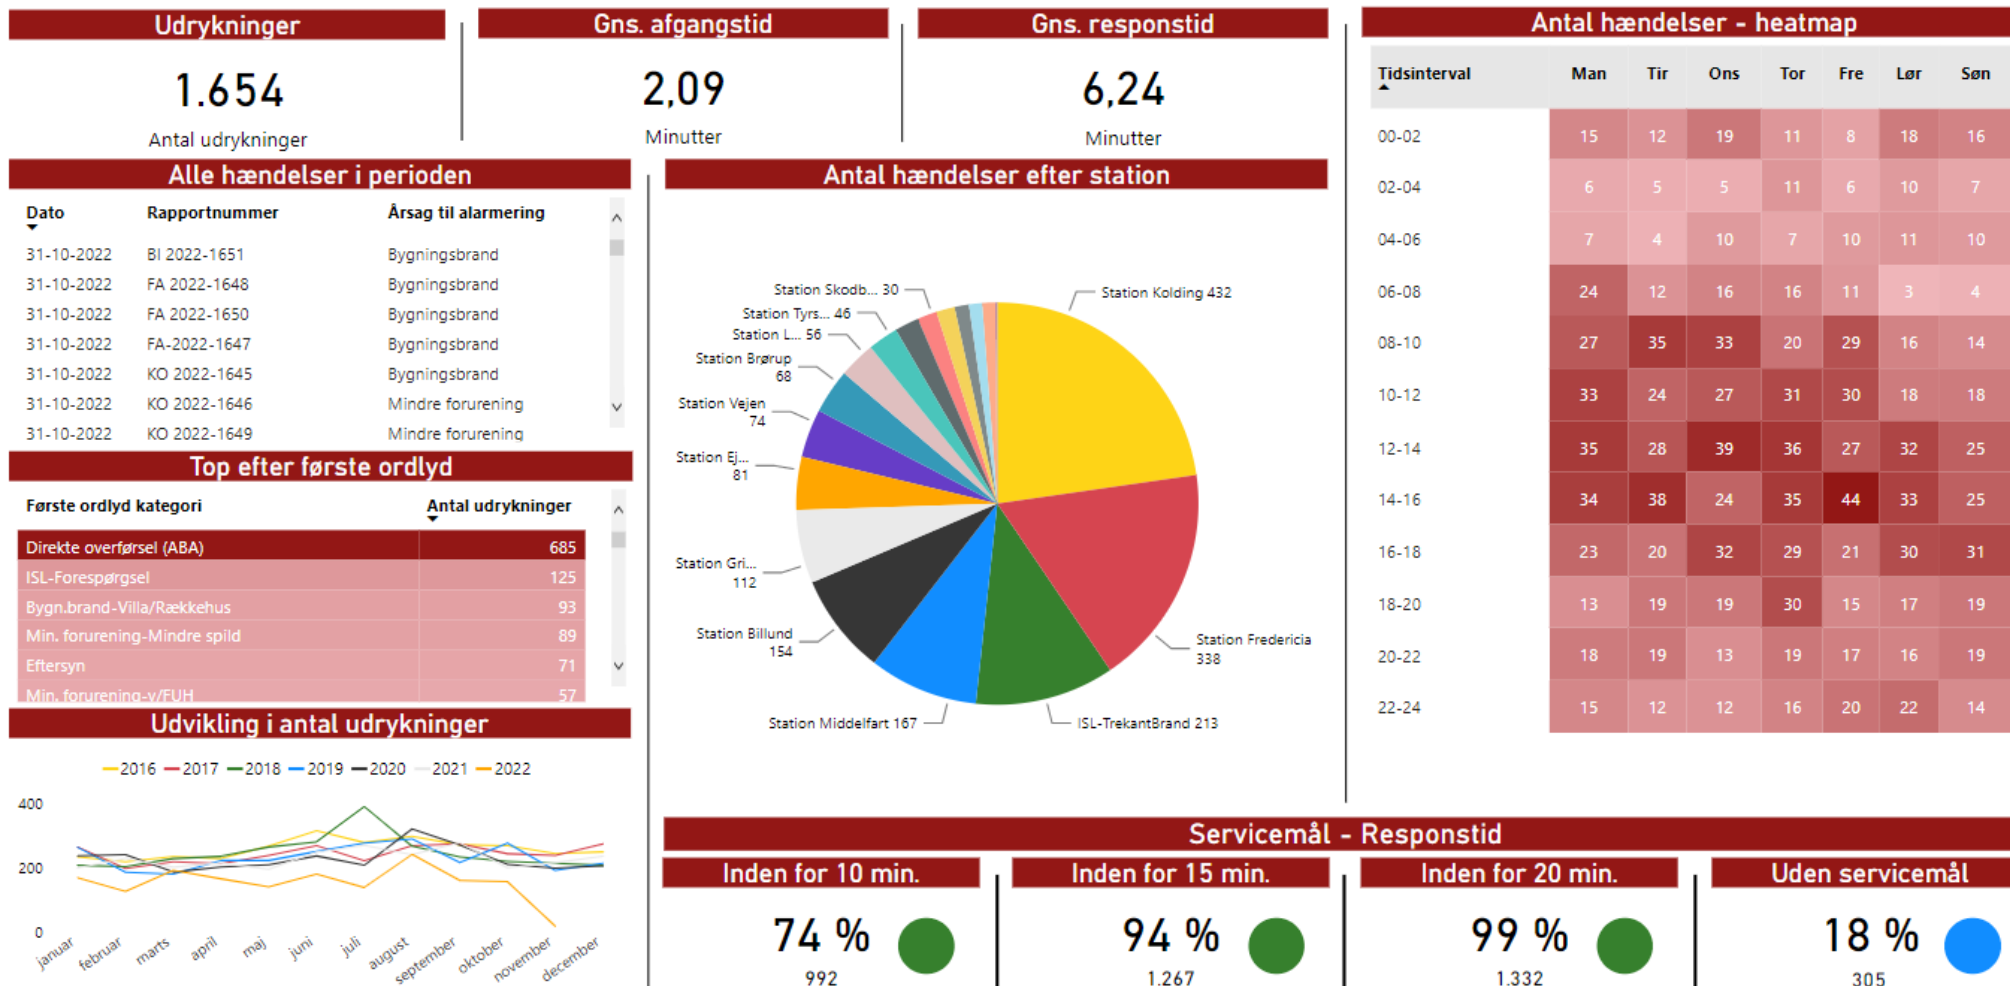 Udrykninger
1.654
Antal udrykninger
Gns. afgangstid
2,09
Minutter
Gns. responstid
6,24
Minutter
Alle hændelser i perioden
Dato Rapportnummer Årsag til alarmering
31-10-2022 BI 2022-1651 Bygningsbrand
31-10-2022 FA 2022-1648 Bygningsbrand
31-10-2022 FA 2022-1650 Bygningsbrand
31-10-2022 FA-2022-1647 Bygningsbrand
31-10-2022 KO 2022-1645 Bygningsbrand
31-10-2022 KO 2022-1646 Mindre forurening
31-10-2022 KO 2022-1649 Mindre forurening
Top efter første ordlyd
Første ordlyd kategori Antal udrykninger
Direkte overførsel (ABA) 685
ISL-Forespørgsel 125
Bygn.brand-Villa/Rækkehus 93
Min. forurening-Mindre spild 89
Eftersyn 71
Min. forurening-v/FUH 57
Udvikling i antal udrykninger
2016 2017 2018 2019 2020 2021 2022
400
200
0
januar februar marts april maj juni juli august september oktober november december
Antal hændelser efter station
Station Skodb... 30
Station Tyrs... 46
Station L... 56
Station Brørup
68
Station Vejen
74
Station Ej...
81
Station Gri...
112
Station Billund
154
Station Middelfart 167
ISL-TrekantBrand 213
Station Fredericia
338
Station Kolding 432
Antal hændelser - heatmap
Tidsinterval Man Tir Ons Tor Fre Lør Søn
00-02 15 12 19 11 8 18 16
02-04 6 5 5 11 6 10 7
04-06 7 4 10 7 10 11 10
06-08 24 12 16 16 11 3 4
08-10 27 35 33 20 29 16 14
10-12 33 24 27 31 30 18 18
12-14 35 28 39 36 27 32 25
14-16 34 38 24 35 44 33 25
16-18 23 20 32 29 21 30 31
18-20 13 19 19 30 15 17 19
20-22 18 19 13 19 17 16 19
22-24 15 12 12 16 20 22 14
Servicemål - Responstid
Inden for 10 min.
74 %
992
Inden for 15 min.
94 %
1.267
Inden for 20 min.
99 %
1.332
Uden servicemål
18 %
305